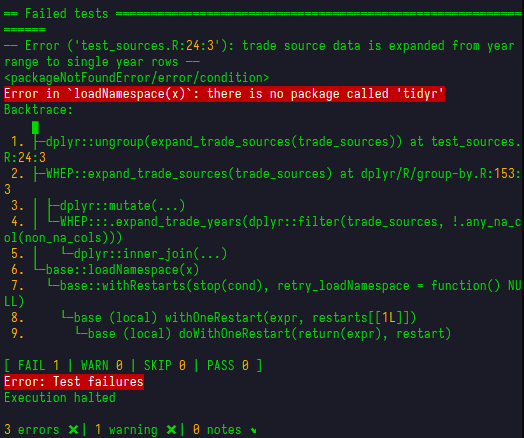 ══ Failed tests ════════════════════════════════════════════════════════════════
── Error ('test_sources.R:24:3'): trade source data is expanded from year range to single year rows ──
<packageNotFoundError/error/condition>
Error in `loadNamespace(x)`: there is no package called 'tidyr'
Backtrace:
    █
 1. ├─dplyr::ungroup(expand_trade_sources(trade_sources)) at test_sources.
R:24:3
 2. ├─WHEP::expand_trade_sources(trade_sources) at dplyr/R/group-by.R:153:
3
 3. │ ├─dplyr::mutate(...)
 4. │ └─WHEP:::.expand_trade_years(dplyr::filter(trade_sources, !.any_na_c
ol(non_na_cols)))
 5. │   └─dplyr::inner_join(...)
 6. └─base::loadNamespace(x)
 7.   └─base::withRestarts(stop(cond), retry_loadNamespace = function() NU
LL)
 8.     └─base (local) withOneRestart(expr, restarts[[1L]])
 9.       └─base (local) doWithOneRestart(return(expr), restart)

[ FAIL 1 | WARN 0 | SKIP 0 | PASS 0 ]
Error: Test failures
Execution halted

3 errors ✖ | 1 warning ✖ | 0 notes ✔